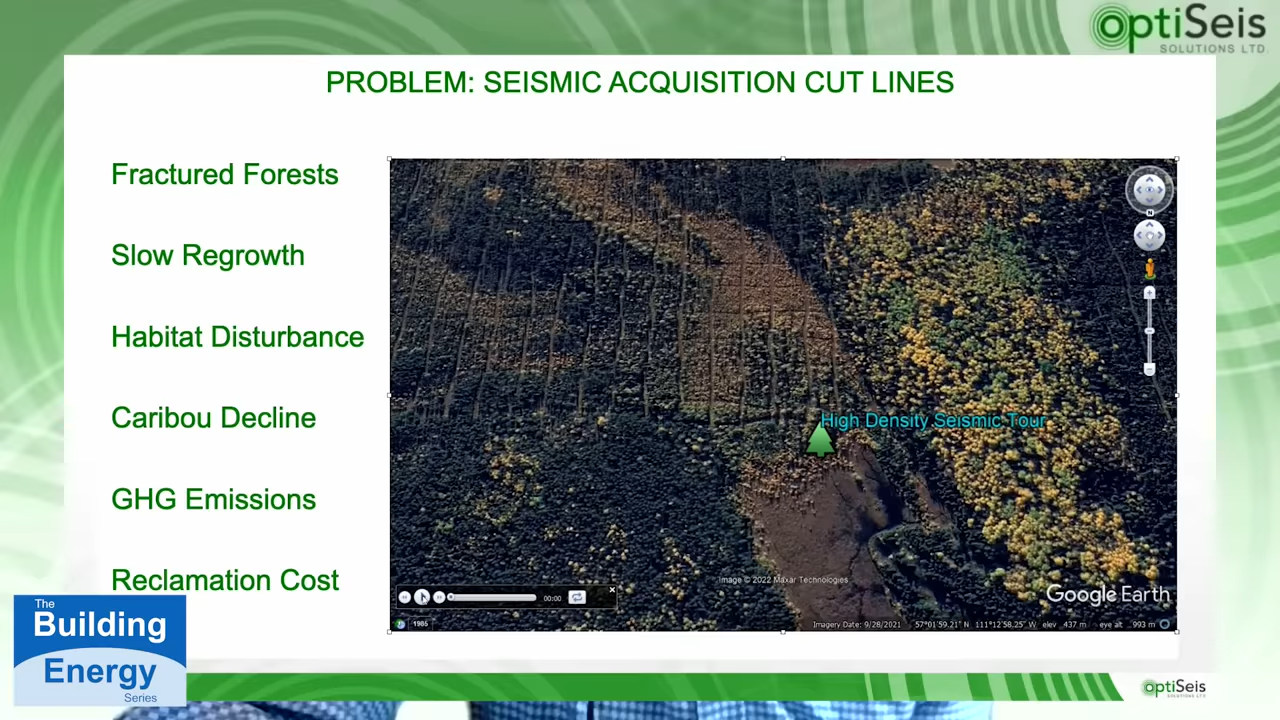 optiSeis
SOLUTIONS LTD.
PROBLEM: SEISMIC ACQUISITION CUT LINES
Fractured Forests
Slow Regrowth
Habitat Disturbance
Caribou Decline
GHG Emissions
Reclamation Cost
N
High Density Seismic Tour
Image © 2022 Maxar Technologies
Google Earth
00:00
1985
Imagery Date: 9/28/2021 57°01'59.21" N 111°12'58.25" W elev 437 m eye alt 993 m
The
Building
Energy
Series
optiSeis
SOLUTIONS LTD.